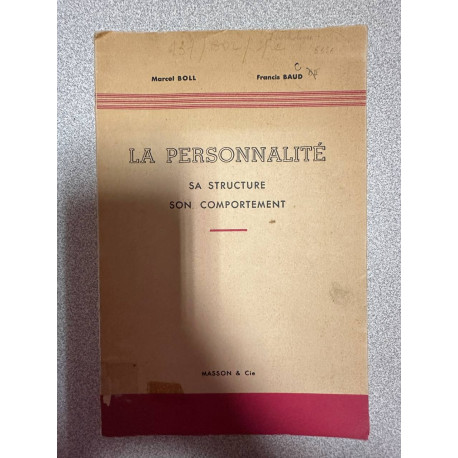 Marcel BOLL Francis BAUD
LA PERSONNALITÉ
SA STRUCTURE
SON COMPORTEMENT
MASSON & Cie